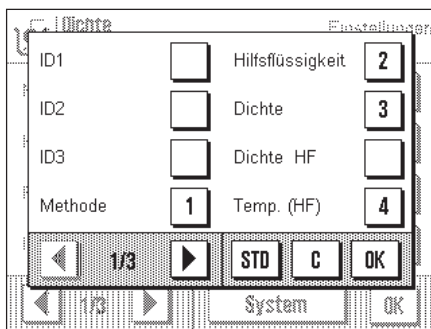 Dichte Einstellungen
ID1 Hilfsflüssigkeit 2
ID2 Dichte 3
ID3 Dichte HF
Methode 1 Temp. (HF) 4
1/3 STD C OK
1/3 System OK